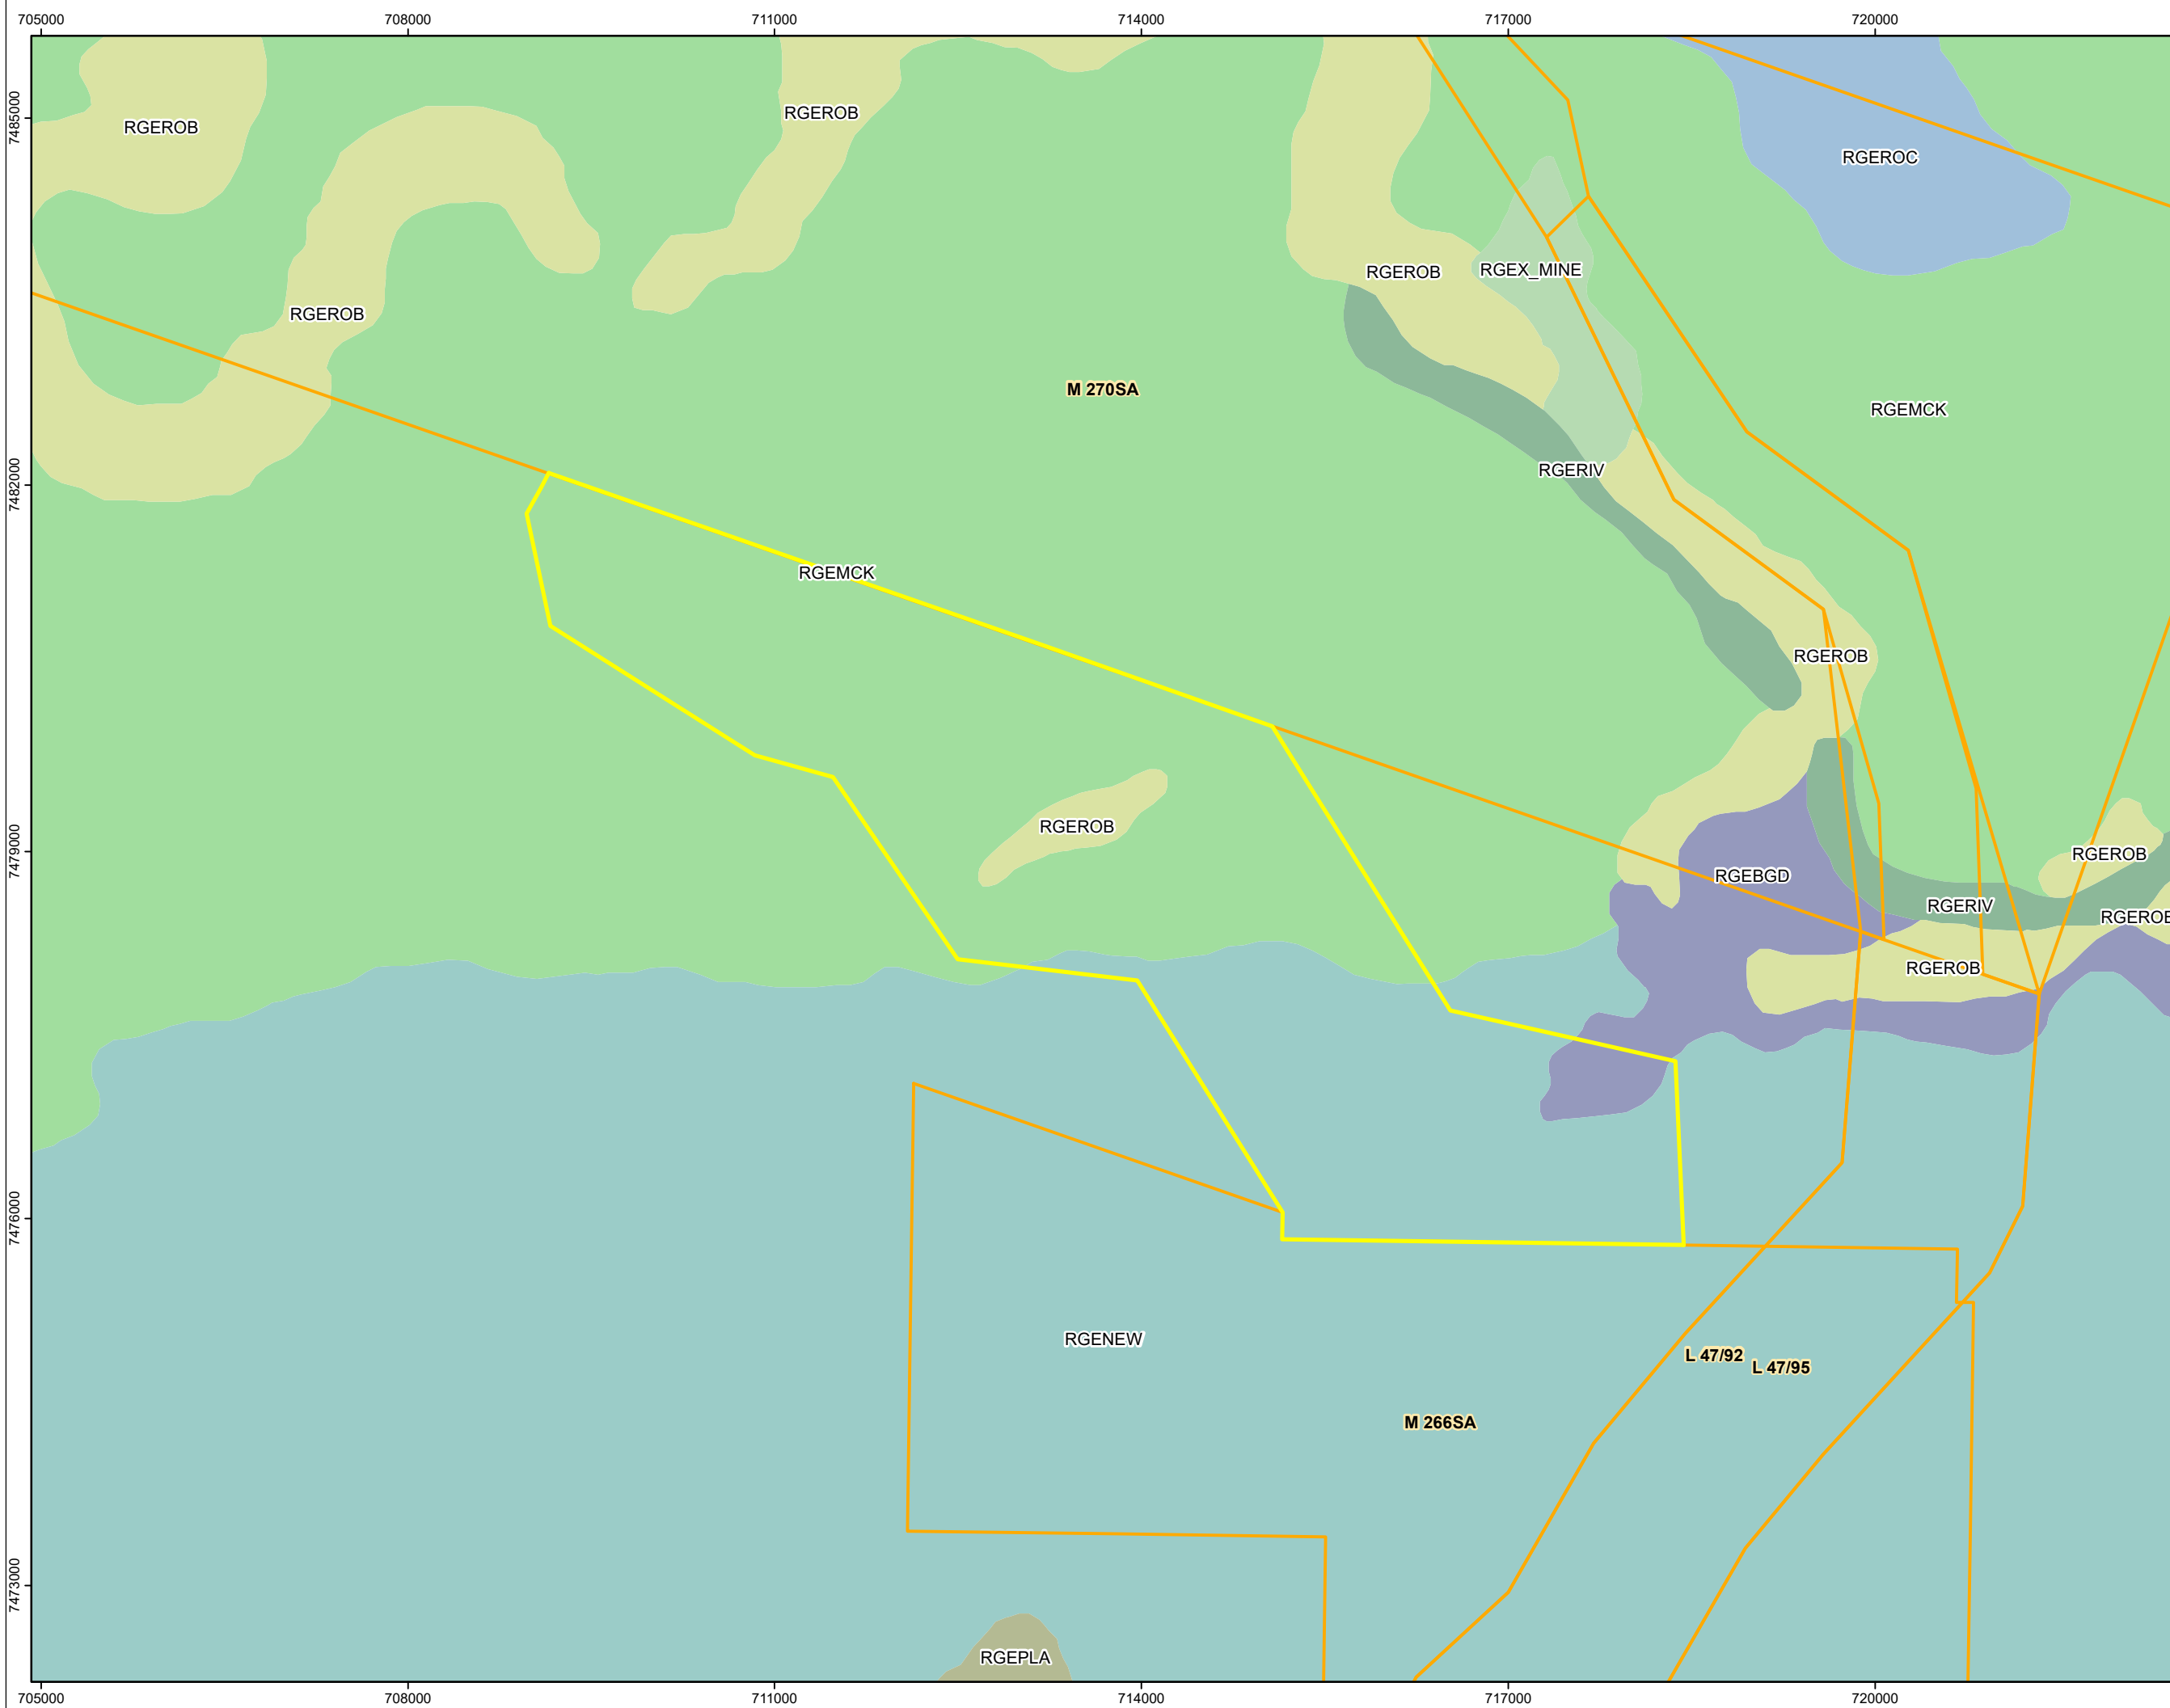 705000
708000
711000
714000
717000
720000
7485000
RGEROB
RGEROB
RGEROC
RGEROB
RGEX_MINE
RGEROB
M 270SA
RGEMCK
7482000
RGERIV
RGEMCK
RGEROB
7479000
RGEROB
RGEROB
RGEBGD
RGERIV
RGEROB
RGEROB
7476000
RGENEW
L 47/92
L 47/95
M 266SA
7473000
RGEPLA
705000
708000
711000
714000
717000
720000